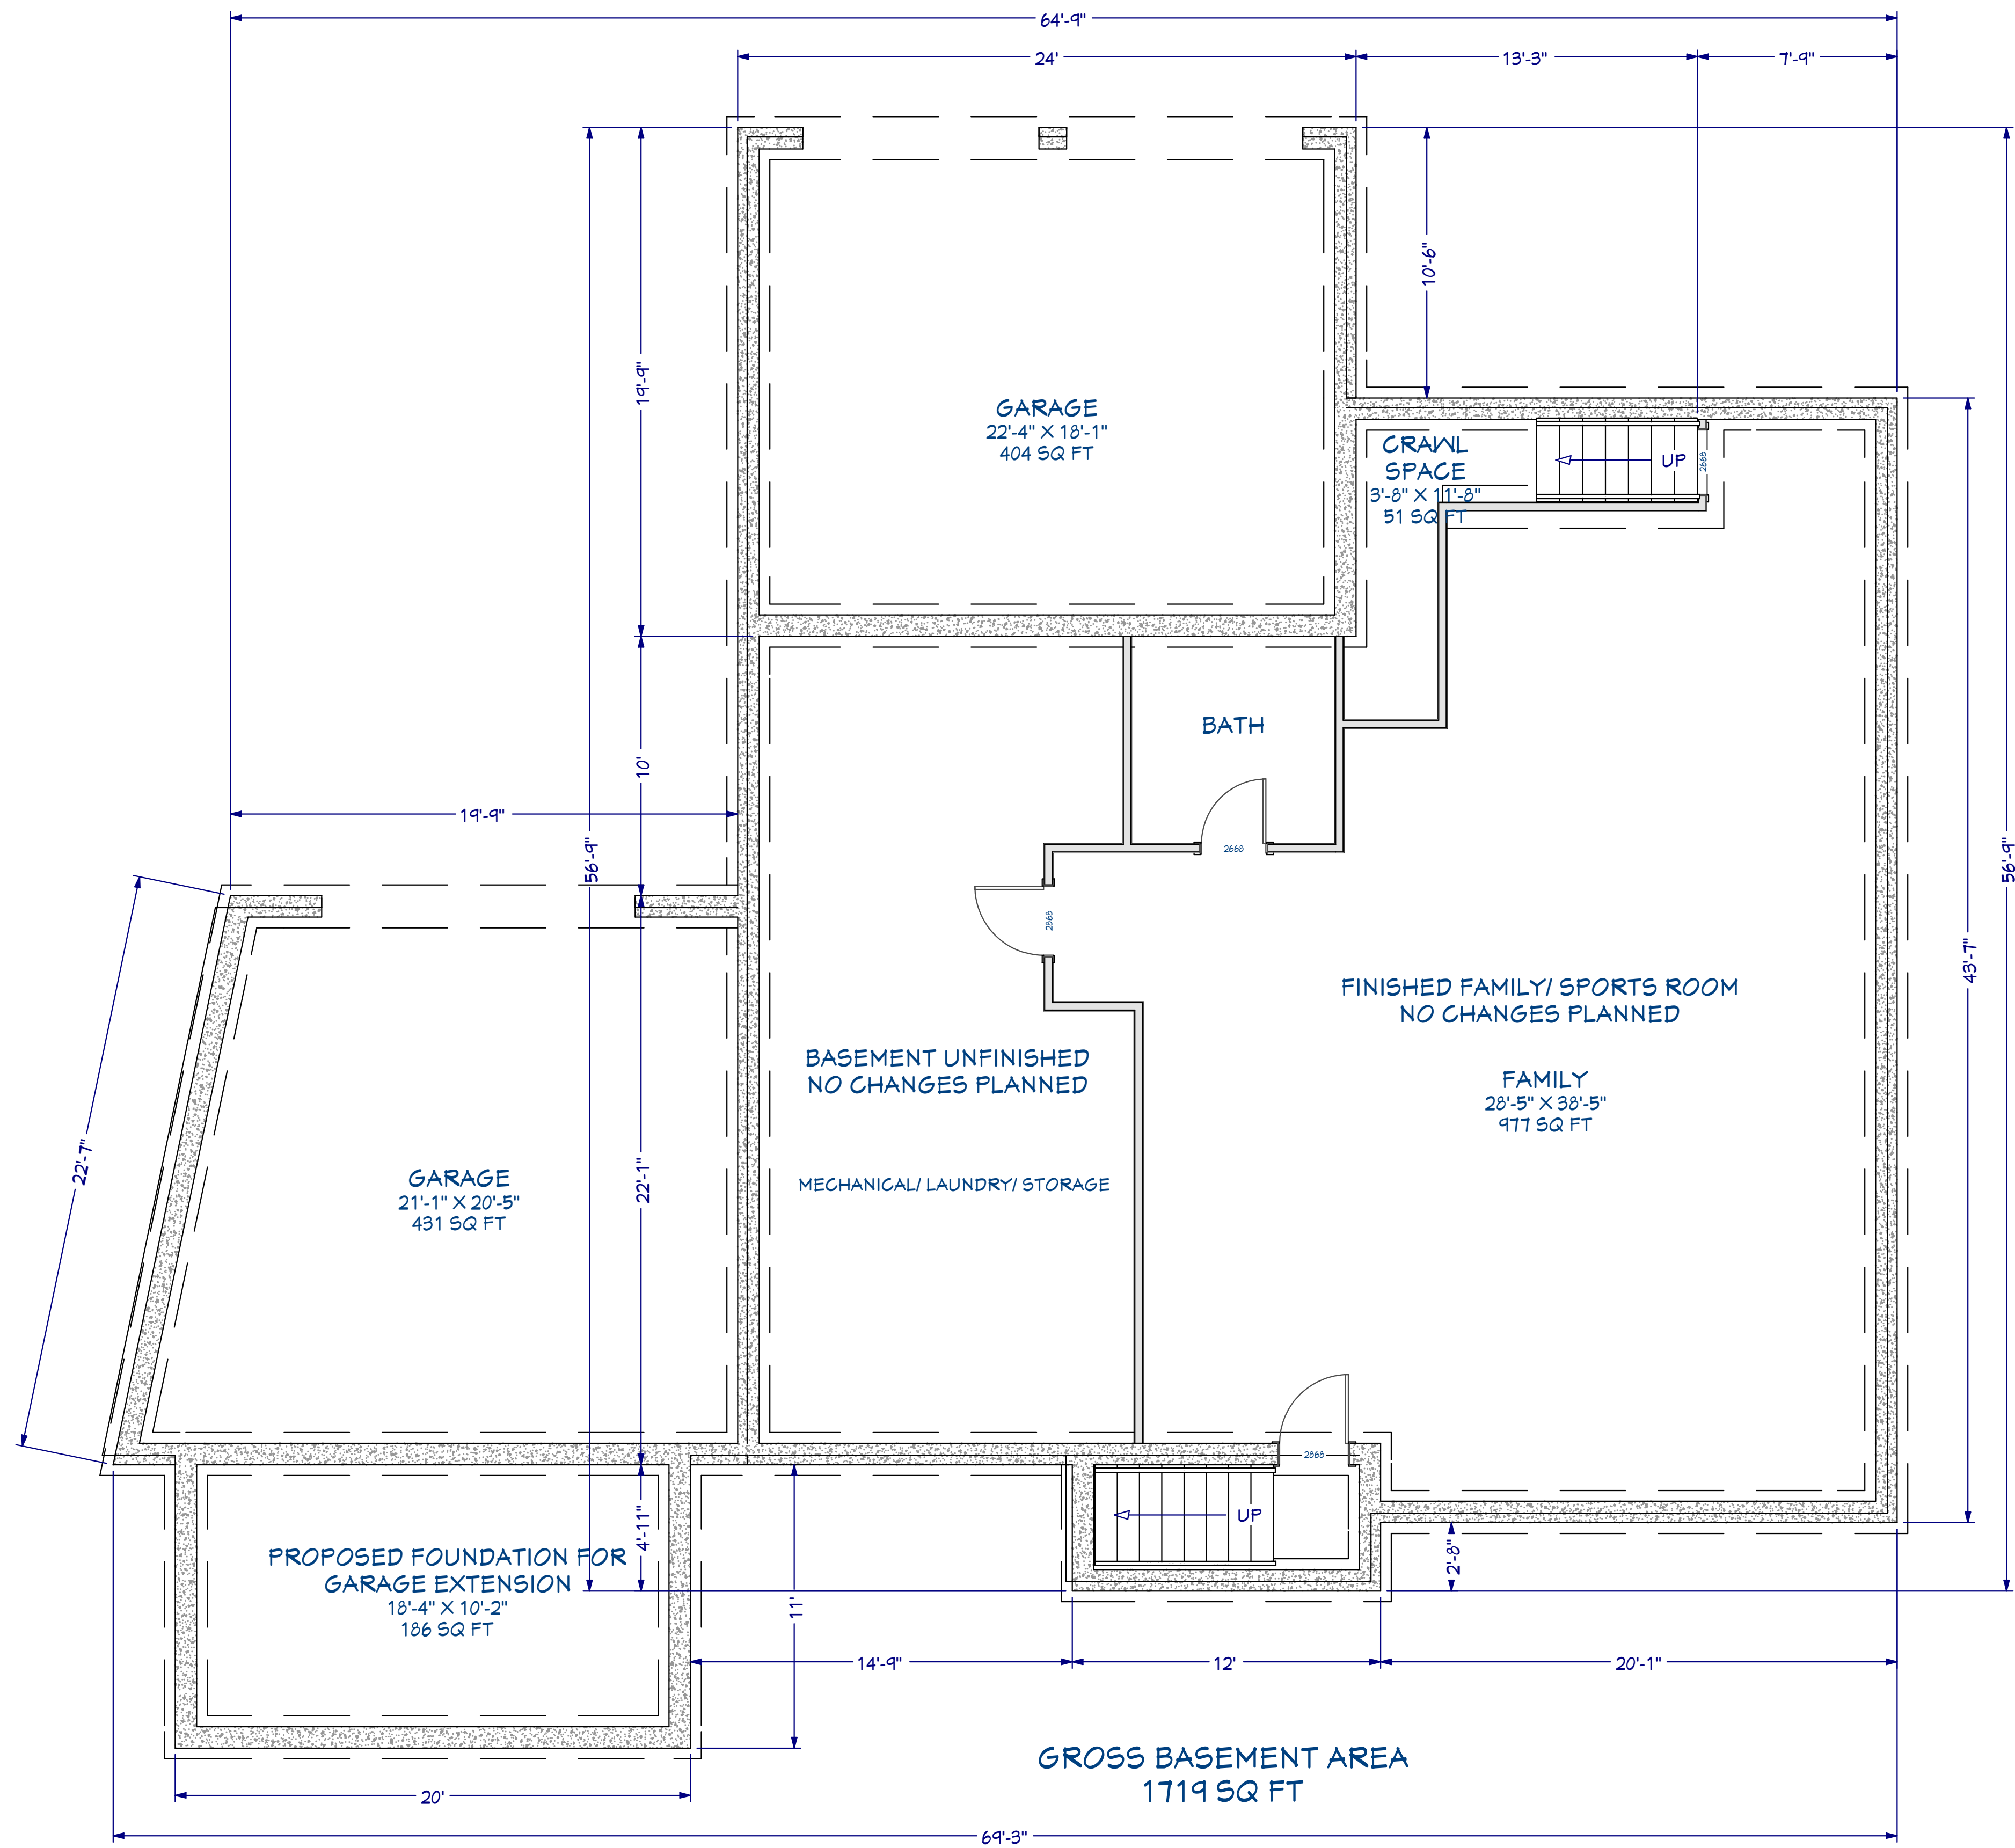 64'-9"
24'
13'-3"
7'-9"
10'-6"
19'-9"
GARAGE
22'-4" X 18'-1"
404 SQ FT
CRAWL
SPACE
3'-8" X 11'-8"
51 SQ FT
UP
2668
BATH
10'
2668
19'-9"
56'-9"
56'-9"
2868
43'-7"
FINISHED FAMILY/ SPORTS ROOM
NO CHANGES PLANNED
BASEMENT UNFINISHED
NO CHANGES PLANNED
FAMILY
28'-5" X 38'-5"
977 SQ FT
22'-7"
GARAGE
21'-1" X 20'-5"
431 SQ FT
22'-1"
MECHANICAL/ LAUNDRY/ STORAGE
2868
UP
4'-11"
2'-8"
PROPOSED FOUNDATION FOR
GARAGE EXTENSION
18'-4" X 10'-2"
186 SQ FT
11'
14'-9"
12'
20'-1"
GROSS BASEMENT AREA
1719 SQ FT
20'
69'-3"